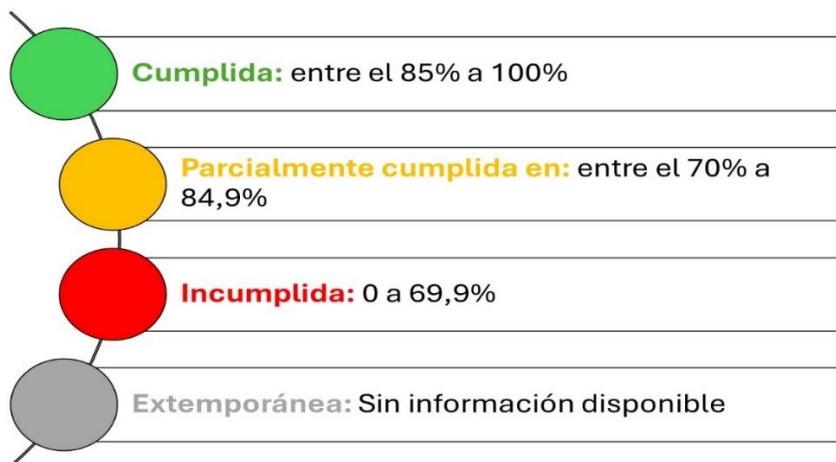 Cumplida: entre el 85% a 100%
Parcialmente cumplida en: entre el 70% a
84,9%
Incumplida: 0 a 69,9%
Extemporánea: Sin información disponible